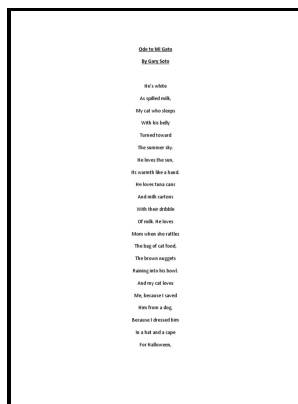 Ode to Mi Gato
By Gary Soto
He's white
As spilled milk,
My cat who sleeps
With his belly
Turned toward
The summer sky.
He loves the sun,
Its warmth like a hand.
He loves tuna cans
And milk cartons
With their dribble
Of milk. He loves
Mom when she rattles
The bag of cat food,
The brown nuggets
Raining into his bowl.
And my cat loves
Me, because I saved
Him from a dog,
Because I dressed him
In a hat and a cape
For Halloween,